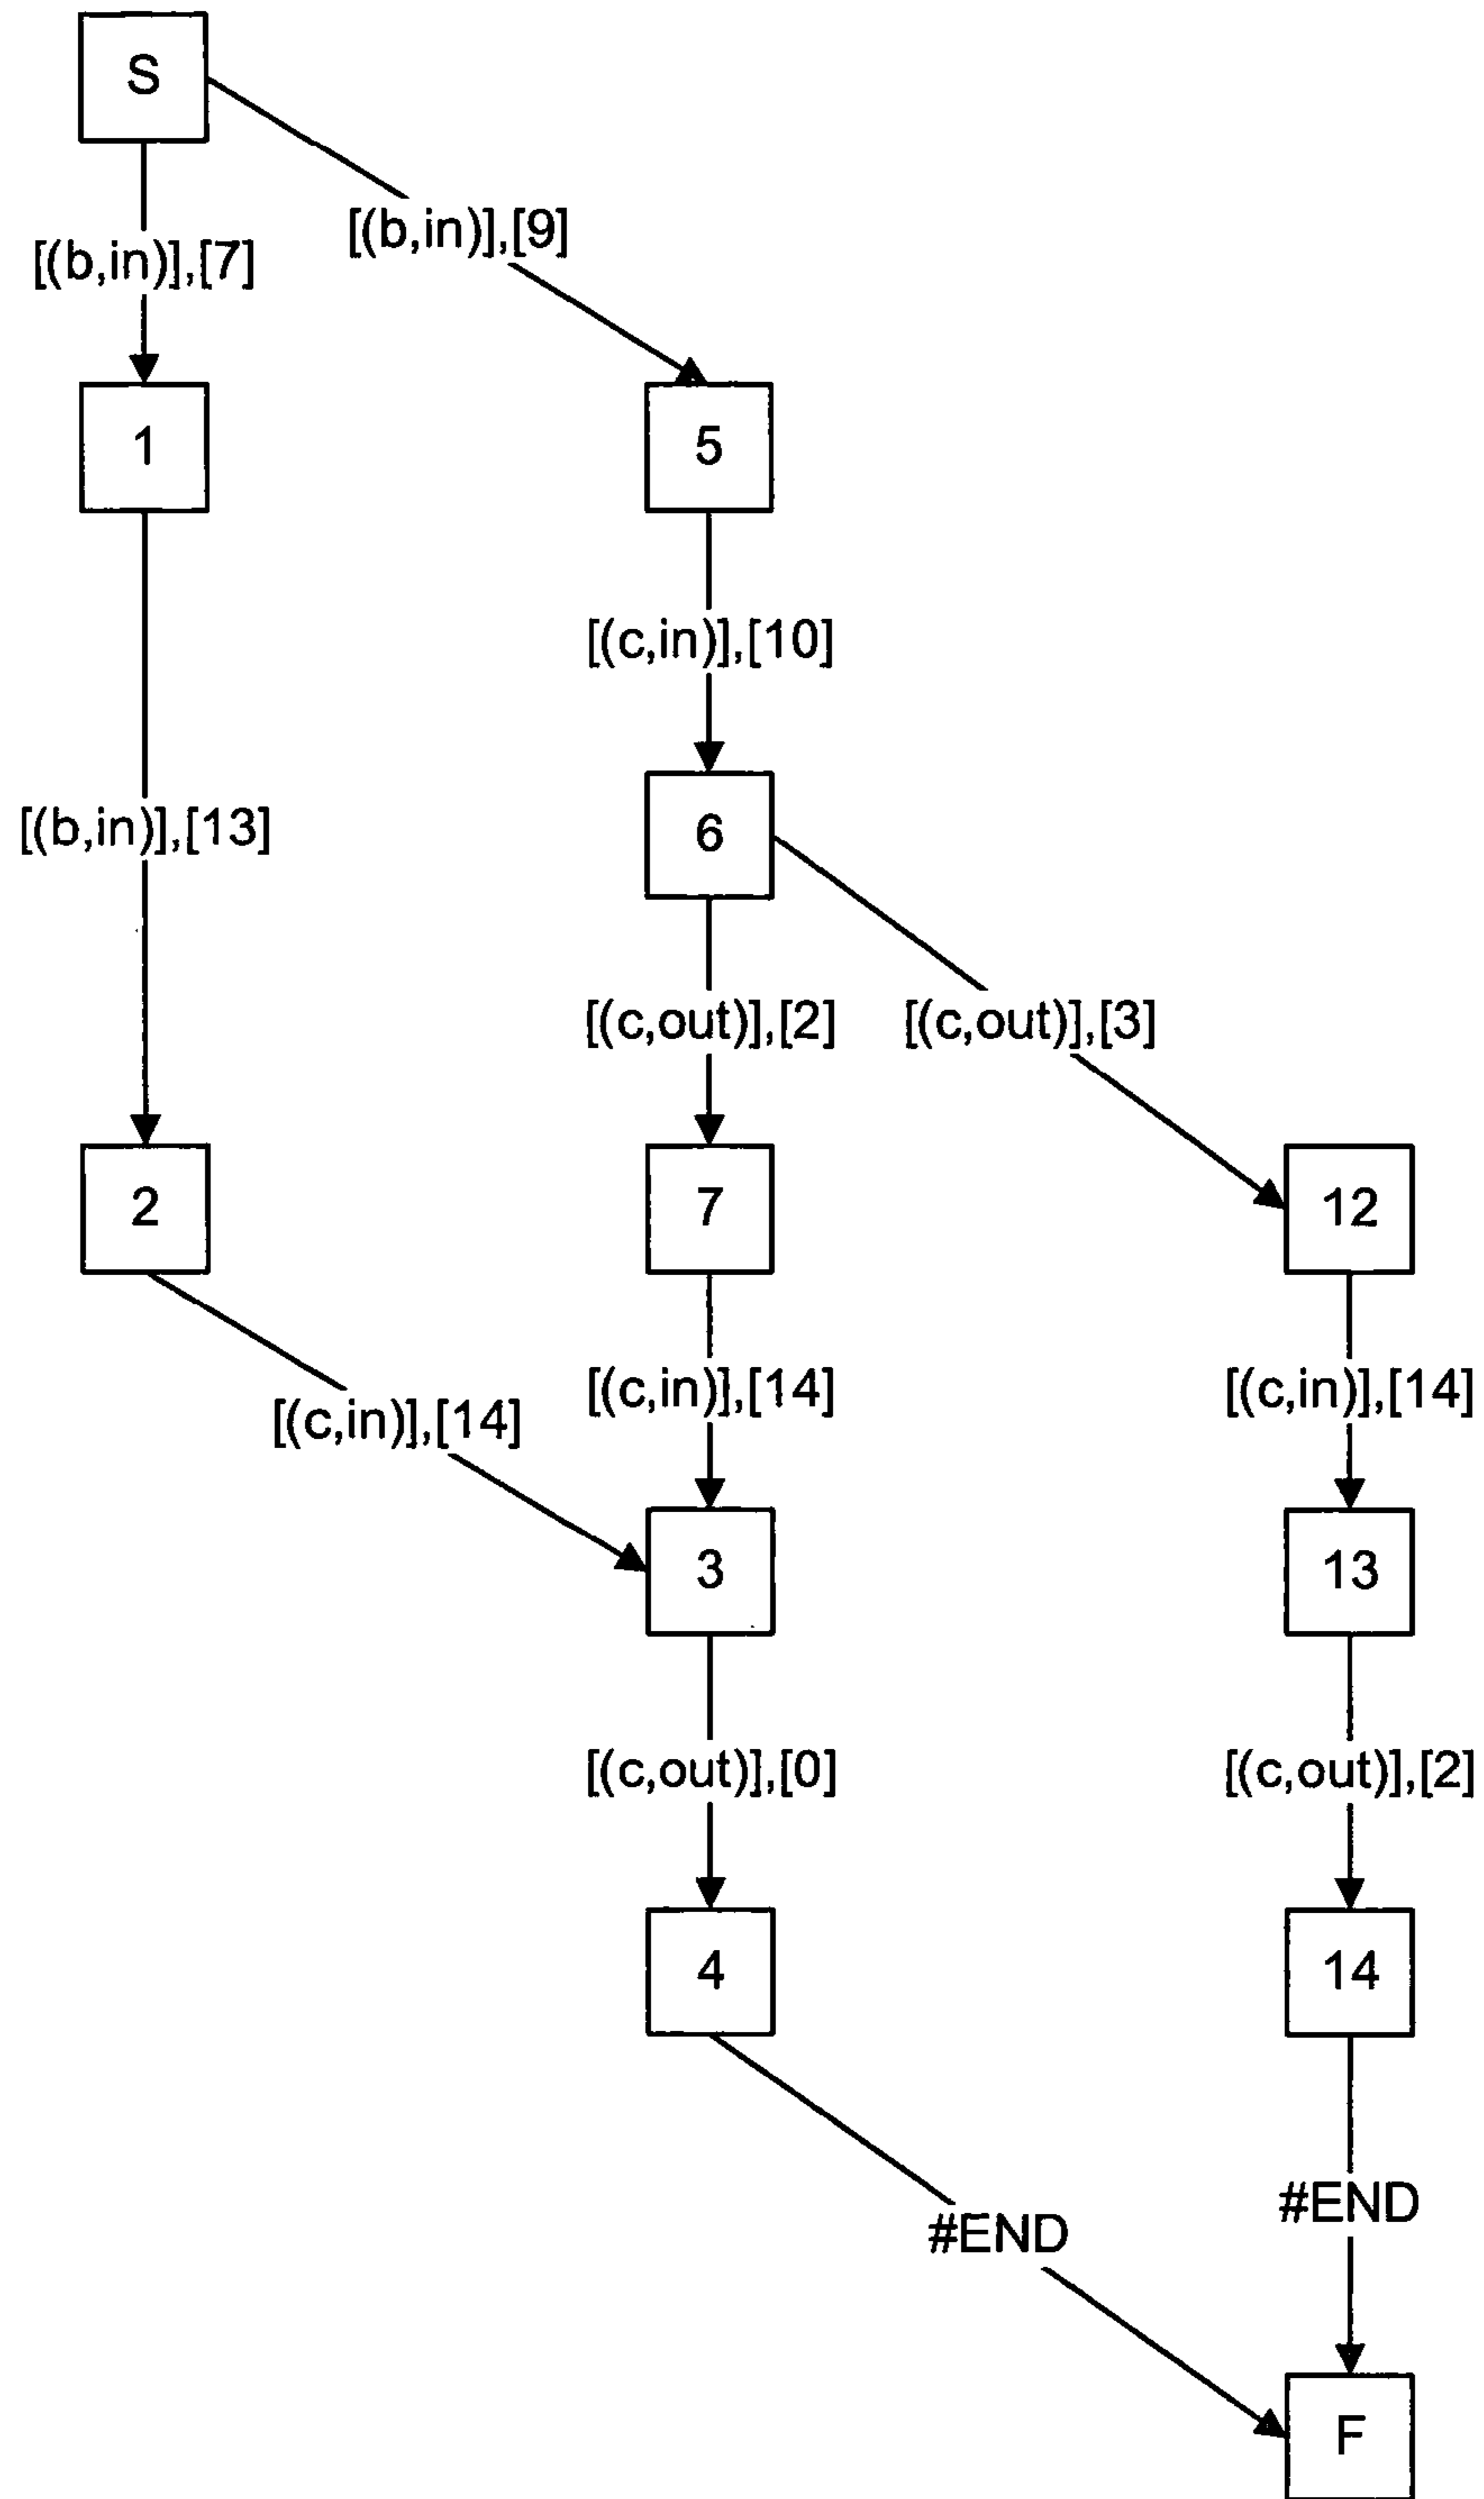 S
[(b,in)],[9]
[(b,in)],[7]
1
5
[(c,in)],[10]
[(b,in)],[13]
6
[(c,out)],[2]
[(c,out)],[3]
2
7
12
[(c,in)],[14]
[(c,in)],[14]
[(c,in)],[14]
3
13
[(c,out)],[0]
[(c,out)],[2]
4
14
#END
#END
F